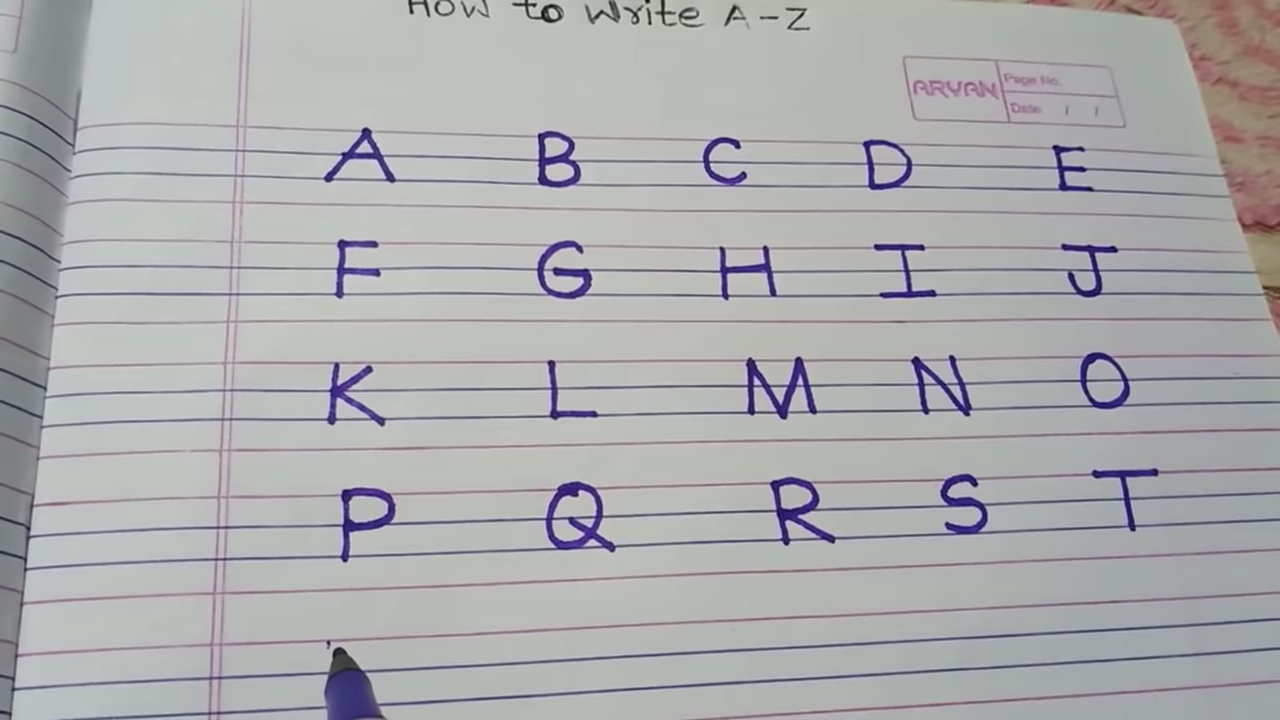 How to Write A-Z
ARYAN
Page No.
Date / /
A B C D E
F G H I J
K L M N O
P Q R S T